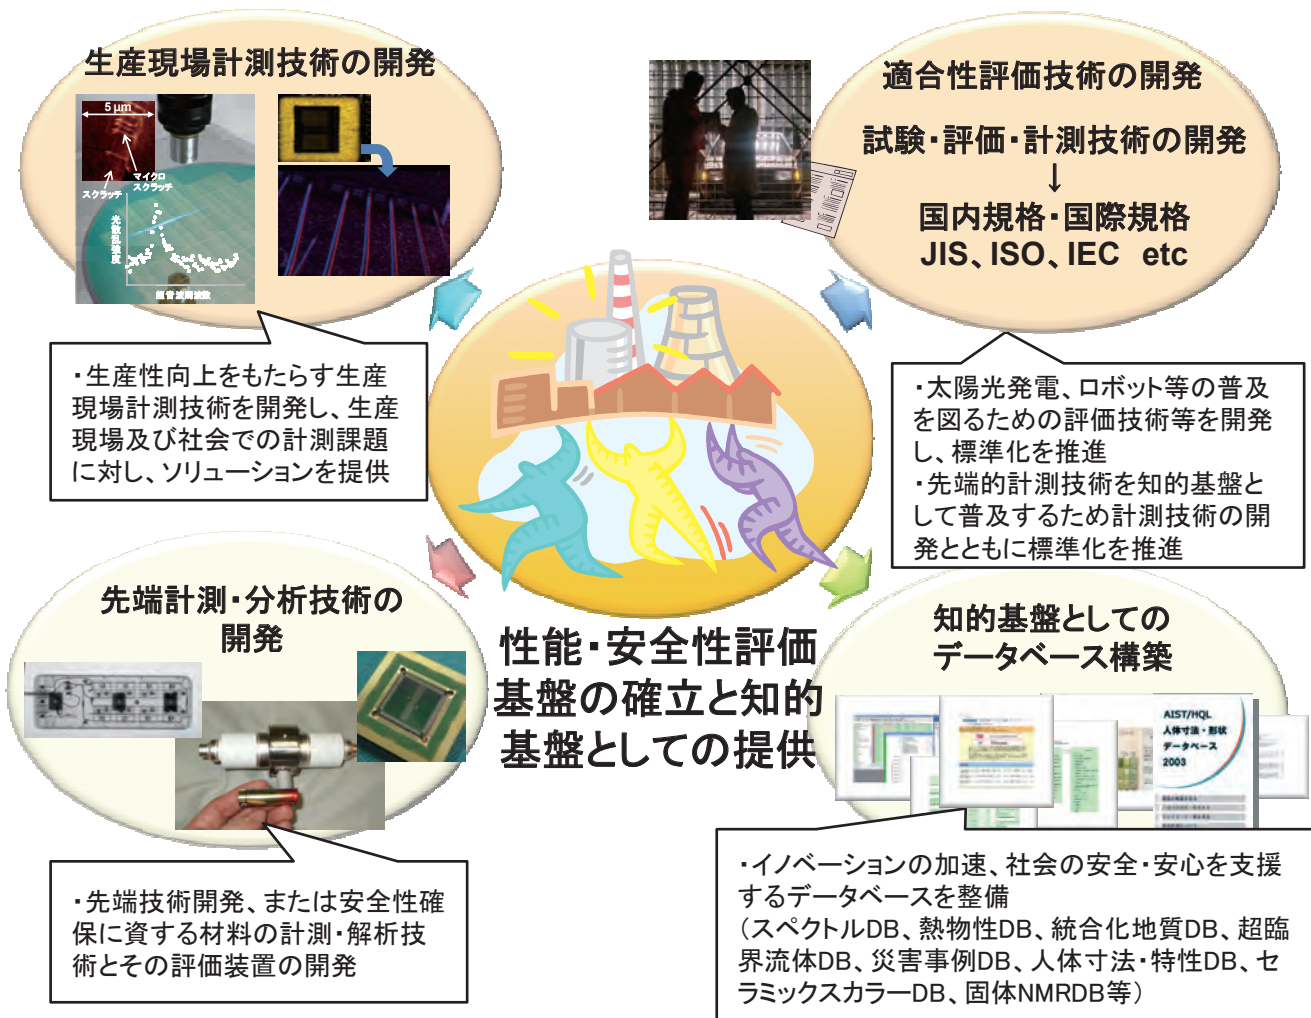 生産現場計測技術の開発
5 μm
マイクロ
スクラッチ
スクラッチ
光散乱強度
超音波周波数
・生産性向上をもたらす生産
現場計測技術を開発し、生産
現場及び社会での計測課題
に対し、ソリューションを提供
適合性評価技術の開発
試験・評価・計測技術の開発
↓
国内規格・国際規格
JIS、ISO、IEC etc
・太陽光発電、ロボット等の普及
を図るための評価技術等を開発
し、標準化を推進
・先端的計測技術を知的基盤と
して普及するため計測技術の開
発とともに標準化を推進
先端計測・分析技術の
開発
・先端技術開発、または安全性確
保に資する材料の計測・解析技
術とその評価装置の開発
性能・安全性評価
基盤の確立と知的
基盤としての提供
知的基盤としての
データベース構築
AIST/HQL
人体寸法・形状
データベース
2003
・イノベーションの加速、社会の安全・安心を支援
するデータベースを整備
（スペクトルDB、熱物性DB、統合化地質DB、超臨
界流体DB、災害事例DB、人体寸法・特性DB、セ
ラミックスカラーDB、固体NMRDB等）